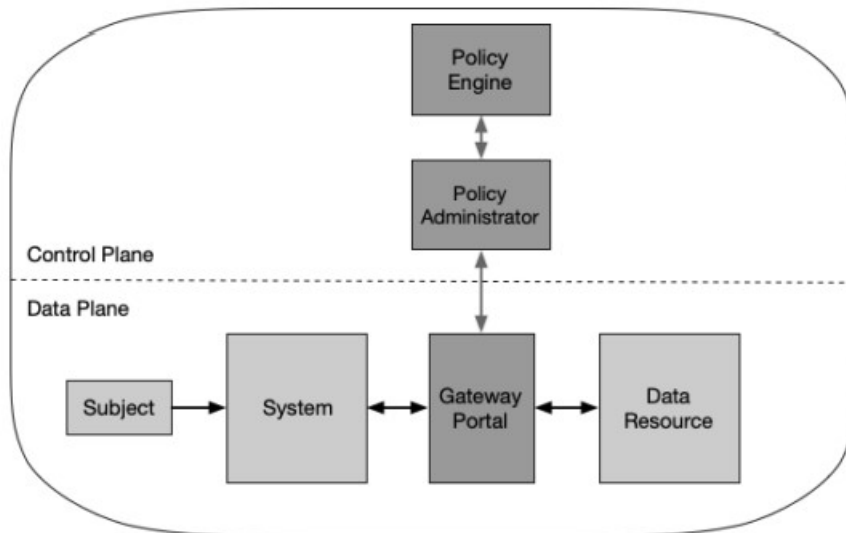 Policy
Engine
Policy
Administrator
Control Plane
Data Plane
Subject
System
Gateway
Portal
Data
Resource